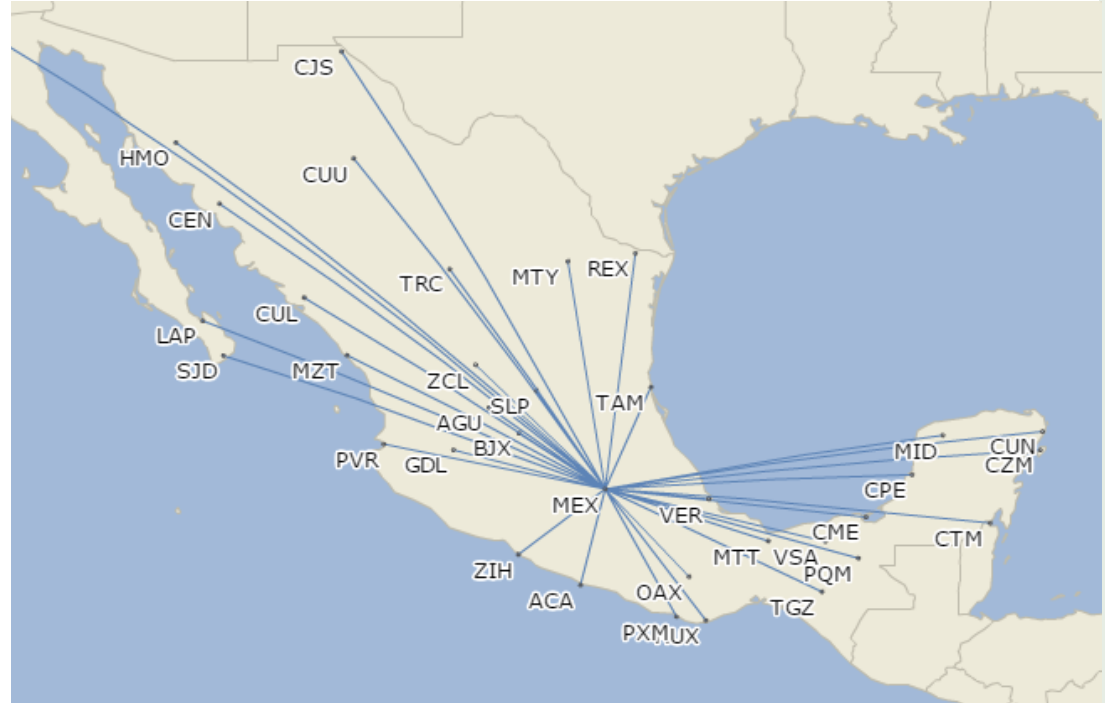 CJS
HMO
CUU
CEN
TRC
MTY
REX
CUL
LAP
SJD
MZT
ZCL
SLP
TAM
AGU
BJX
PVR
GDL
MID
CUN
CZM
CPE
MEX
VER
CME
CTM
MTT
VSA
PQM
ZIH
ACA
OAX
TGZ
PXM
HUX